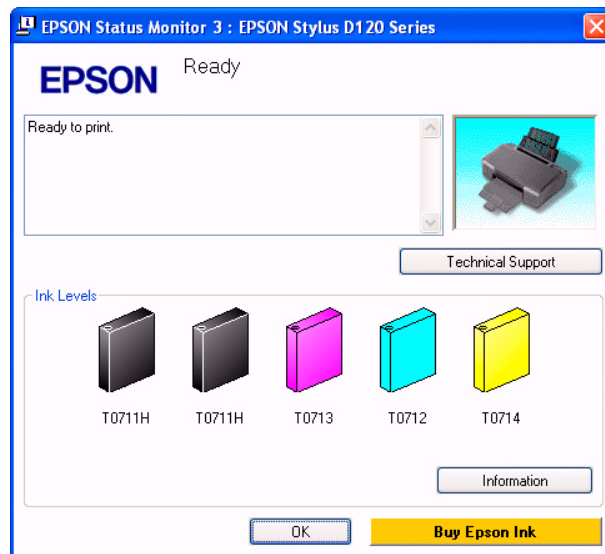 EPSON Status Monitor 3 : EPSON Stylus D120 Series
EPSON
Ready
Ready to print.
Technical Support
Ink Levels
T0711H T0711H T0713 T0712 T0714
Information
OK Buy Epson Ink